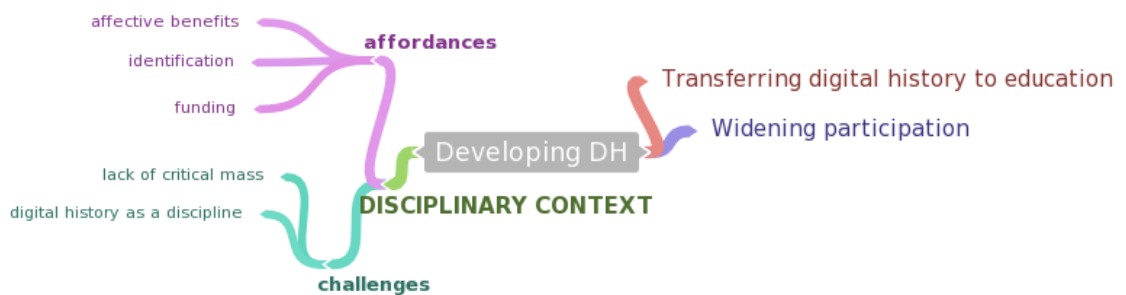 affective benefits
affordances
identification
Transferring digital history to education
funding
Widening participation
Developing DH
lack of critical mass
DISCIPLINARY CONTEXT
digital history as a discipline
challenges